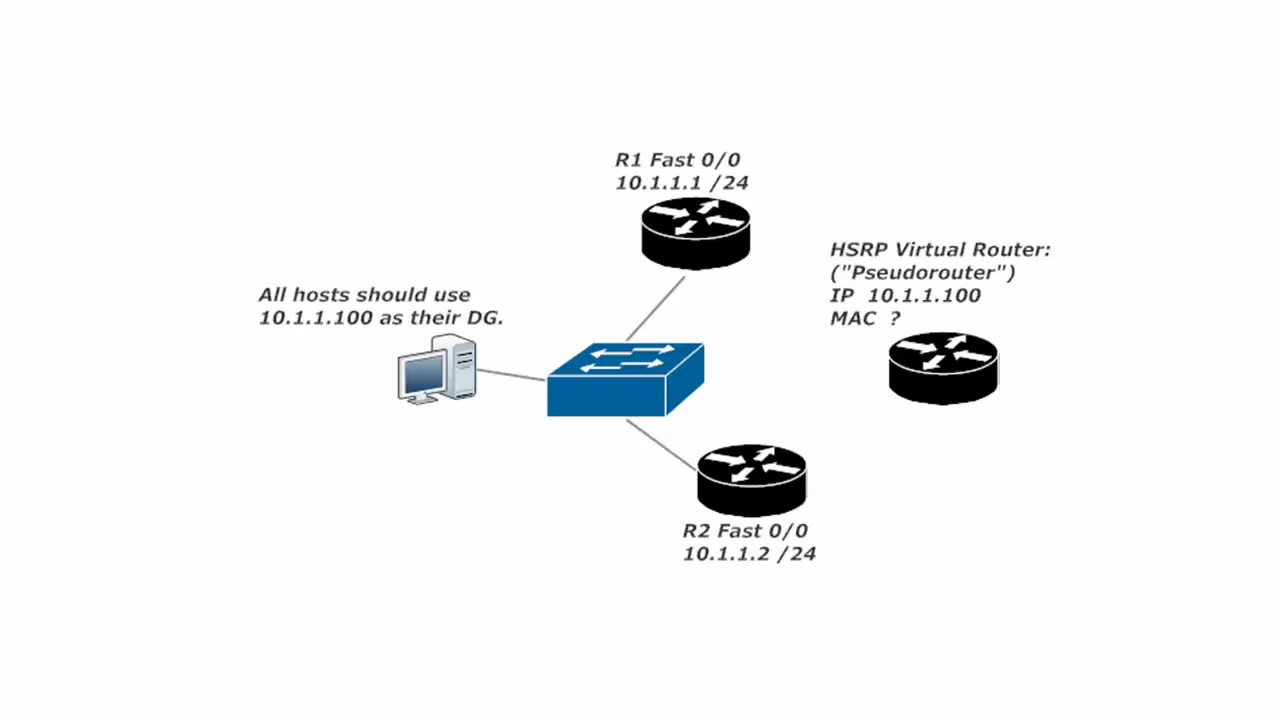 R1 Fast 0/0
10.1.1.1 /24
HSRP Virtual Router:
("Pseudorouter")
IP  10.1.1.100
MAC  ?
All hosts should use
10.1.1.100 as their DG.
R2 Fast 0/0
10.1.1.2 /24